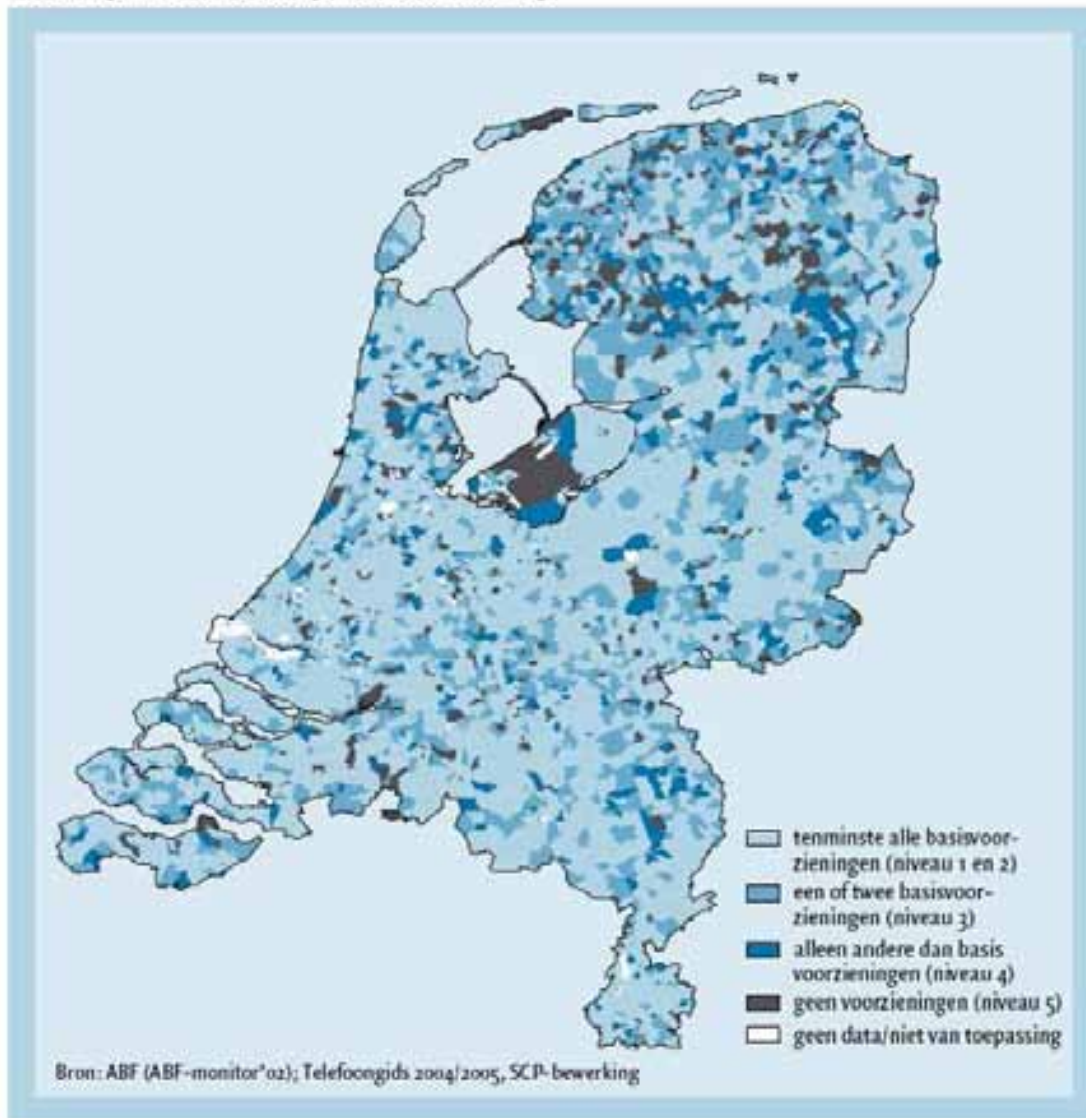 tenminste alle basisvoor-
zieningen (niveau 1 en 2)
een of twee basisvoor-
zieningen (niveau 3)
alleen andere dan basis
voorzieningen (niveau 4)
geen voorzieningen (niveau 5)
geen data/niet van toepassing
Bron: ABF (ABF-monitor'02); Telefoongids 2004/2005, SCP-bewerking